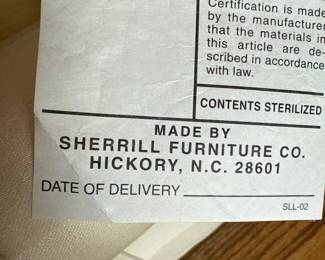 Certification is made
by the manufacturer
that the materials in
this article are de-
scribed in accordance
with law.
CONTENTS STERILIZED
MADE BY
SHERRILL FURNITURE CO.
HICKORY, N.C. 28601
DATE OF DELIVERY
SLL-02